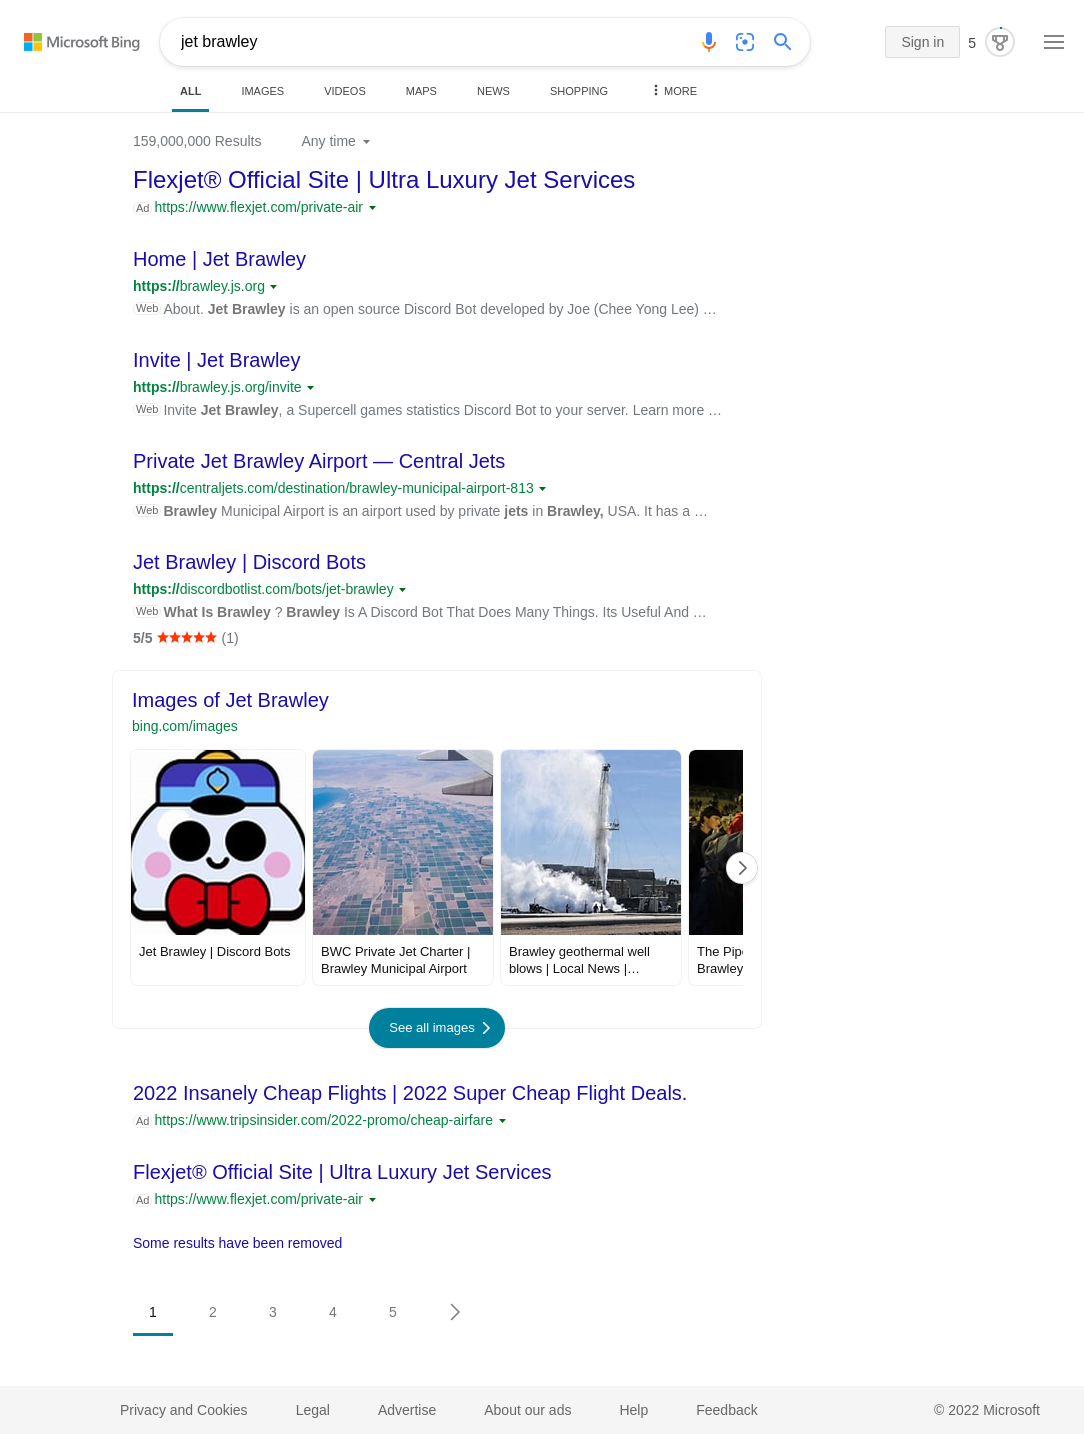 Microsoft Bing
jet brawley
Sign in
5
ALL
IMAGES
VIDEOS
MAPS
NEWS
SHOPPING
MORE
159,000,000 Results
Any time
Flexjet® Official Site | Ultra Luxury Jet Services
Ad https://www.flexjet.com/private-air
Home | Jet Brawley
https://brawley.js.org
Web About. Jet Brawley is an open source Discord Bot developed by Joe (Chee Yong Lee) …
Invite | Jet Brawley
https://brawley.js.org/invite
Web Invite Jet Brawley, a Supercell games statistics Discord Bot to your server. Learn more …
Private Jet Brawley Airport — Central Jets
https://centraljets.com/destination/brawley-municipal-airport-813
Web Brawley Municipal Airport is an airport used by private jets in Brawley, USA. It has a …
Jet Brawley | Discord Bots
https://discordbotlist.com/bots/jet-brawley
Web What Is Brawley ? Brawley Is A Discord Bot That Does Many Things. Its Useful And …
5/5 ★★★★★ (1)
Images of Jet Brawley
bing.com/images
Jet Brawley | Discord Bots
BWC Private Jet Charter |
Brawley Municipal Airport
Brawley geothermal well
blows | Local News |…
The Pip
Brawley
See all images
2022 Insanely Cheap Flights | 2022 Super Cheap Flight Deals.
Ad https://www.tripsinsider.com/2022-promo/cheap-airfare
Flexjet® Official Site | Ultra Luxury Jet Services
Ad https://www.flexjet.com/private-air
Some results have been removed
1
2
3
4
5
Privacy and Cookies
Legal
Advertise
About our ads
Help
Feedback
© 2022 Microsoft